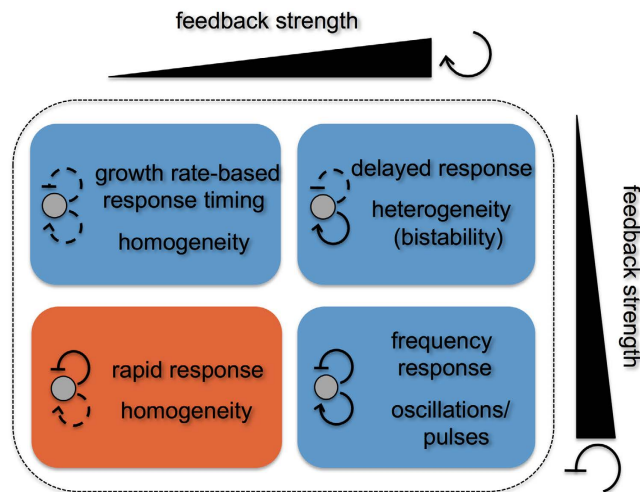 feedback strength
growth rate-based
response timing
homogeneity
delayed response
heterogeneity
(bistability)
feedback strength
rapid response
homogeneity
frequency
response
oscillations/
pulses